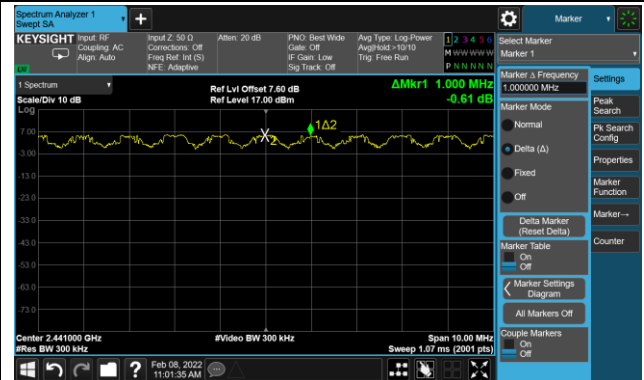 Spectrum Analyzer 1
Swept SA
Marker
KEYSIGHT
Input: RF
Coupling: AC
Align: Auto
Input Z: 50 Ω
Corrections: Off
Freq Ref: Int (S)
NFE: Adaptive
Atten: 20 dB
PNO: Best Wide
Gate: Off
IF Gain: Low
Sig Track: Off
Avg Type: Log-Power
Avg|Hold:>10/10
Trig: Free Run
1 2 3 4 5 6
M W W W W W
P N N N N N
Select Marker
Marker 1
1 Spectrum
Scale/Div 10 dB
Log
Ref Lvl Offset 7.60 dB
Ref Level 17.00 dBm
ΔMkr1 1.000 MHz
-0.61 dB
7.00
-3.00
-13.0
-23.0
-33.0
-43.0
-53.0
-63.0
-73.0
1Δ2
X2
Center 2.441000 GHz
#Res BW 300 kHz
#Video BW 300 kHz
Span 10.00 MHz
Sweep 1.07 ms (2001 pts)
Marker Δ Frequency
1.000000 MHz
Marker Mode
Normal
Delta (Δ)
Fixed
Off
Delta Marker
(Reset Delta)
Marker Table
On
Off
Marker Settings
Diagram
All Markers Off
Couple Markers
On
Off
Settings
Peak
Search
Pk Search
Config
Properties
Marker
Function
Marker→
Counter
?
Feb 08, 2022
11:01:35 AM